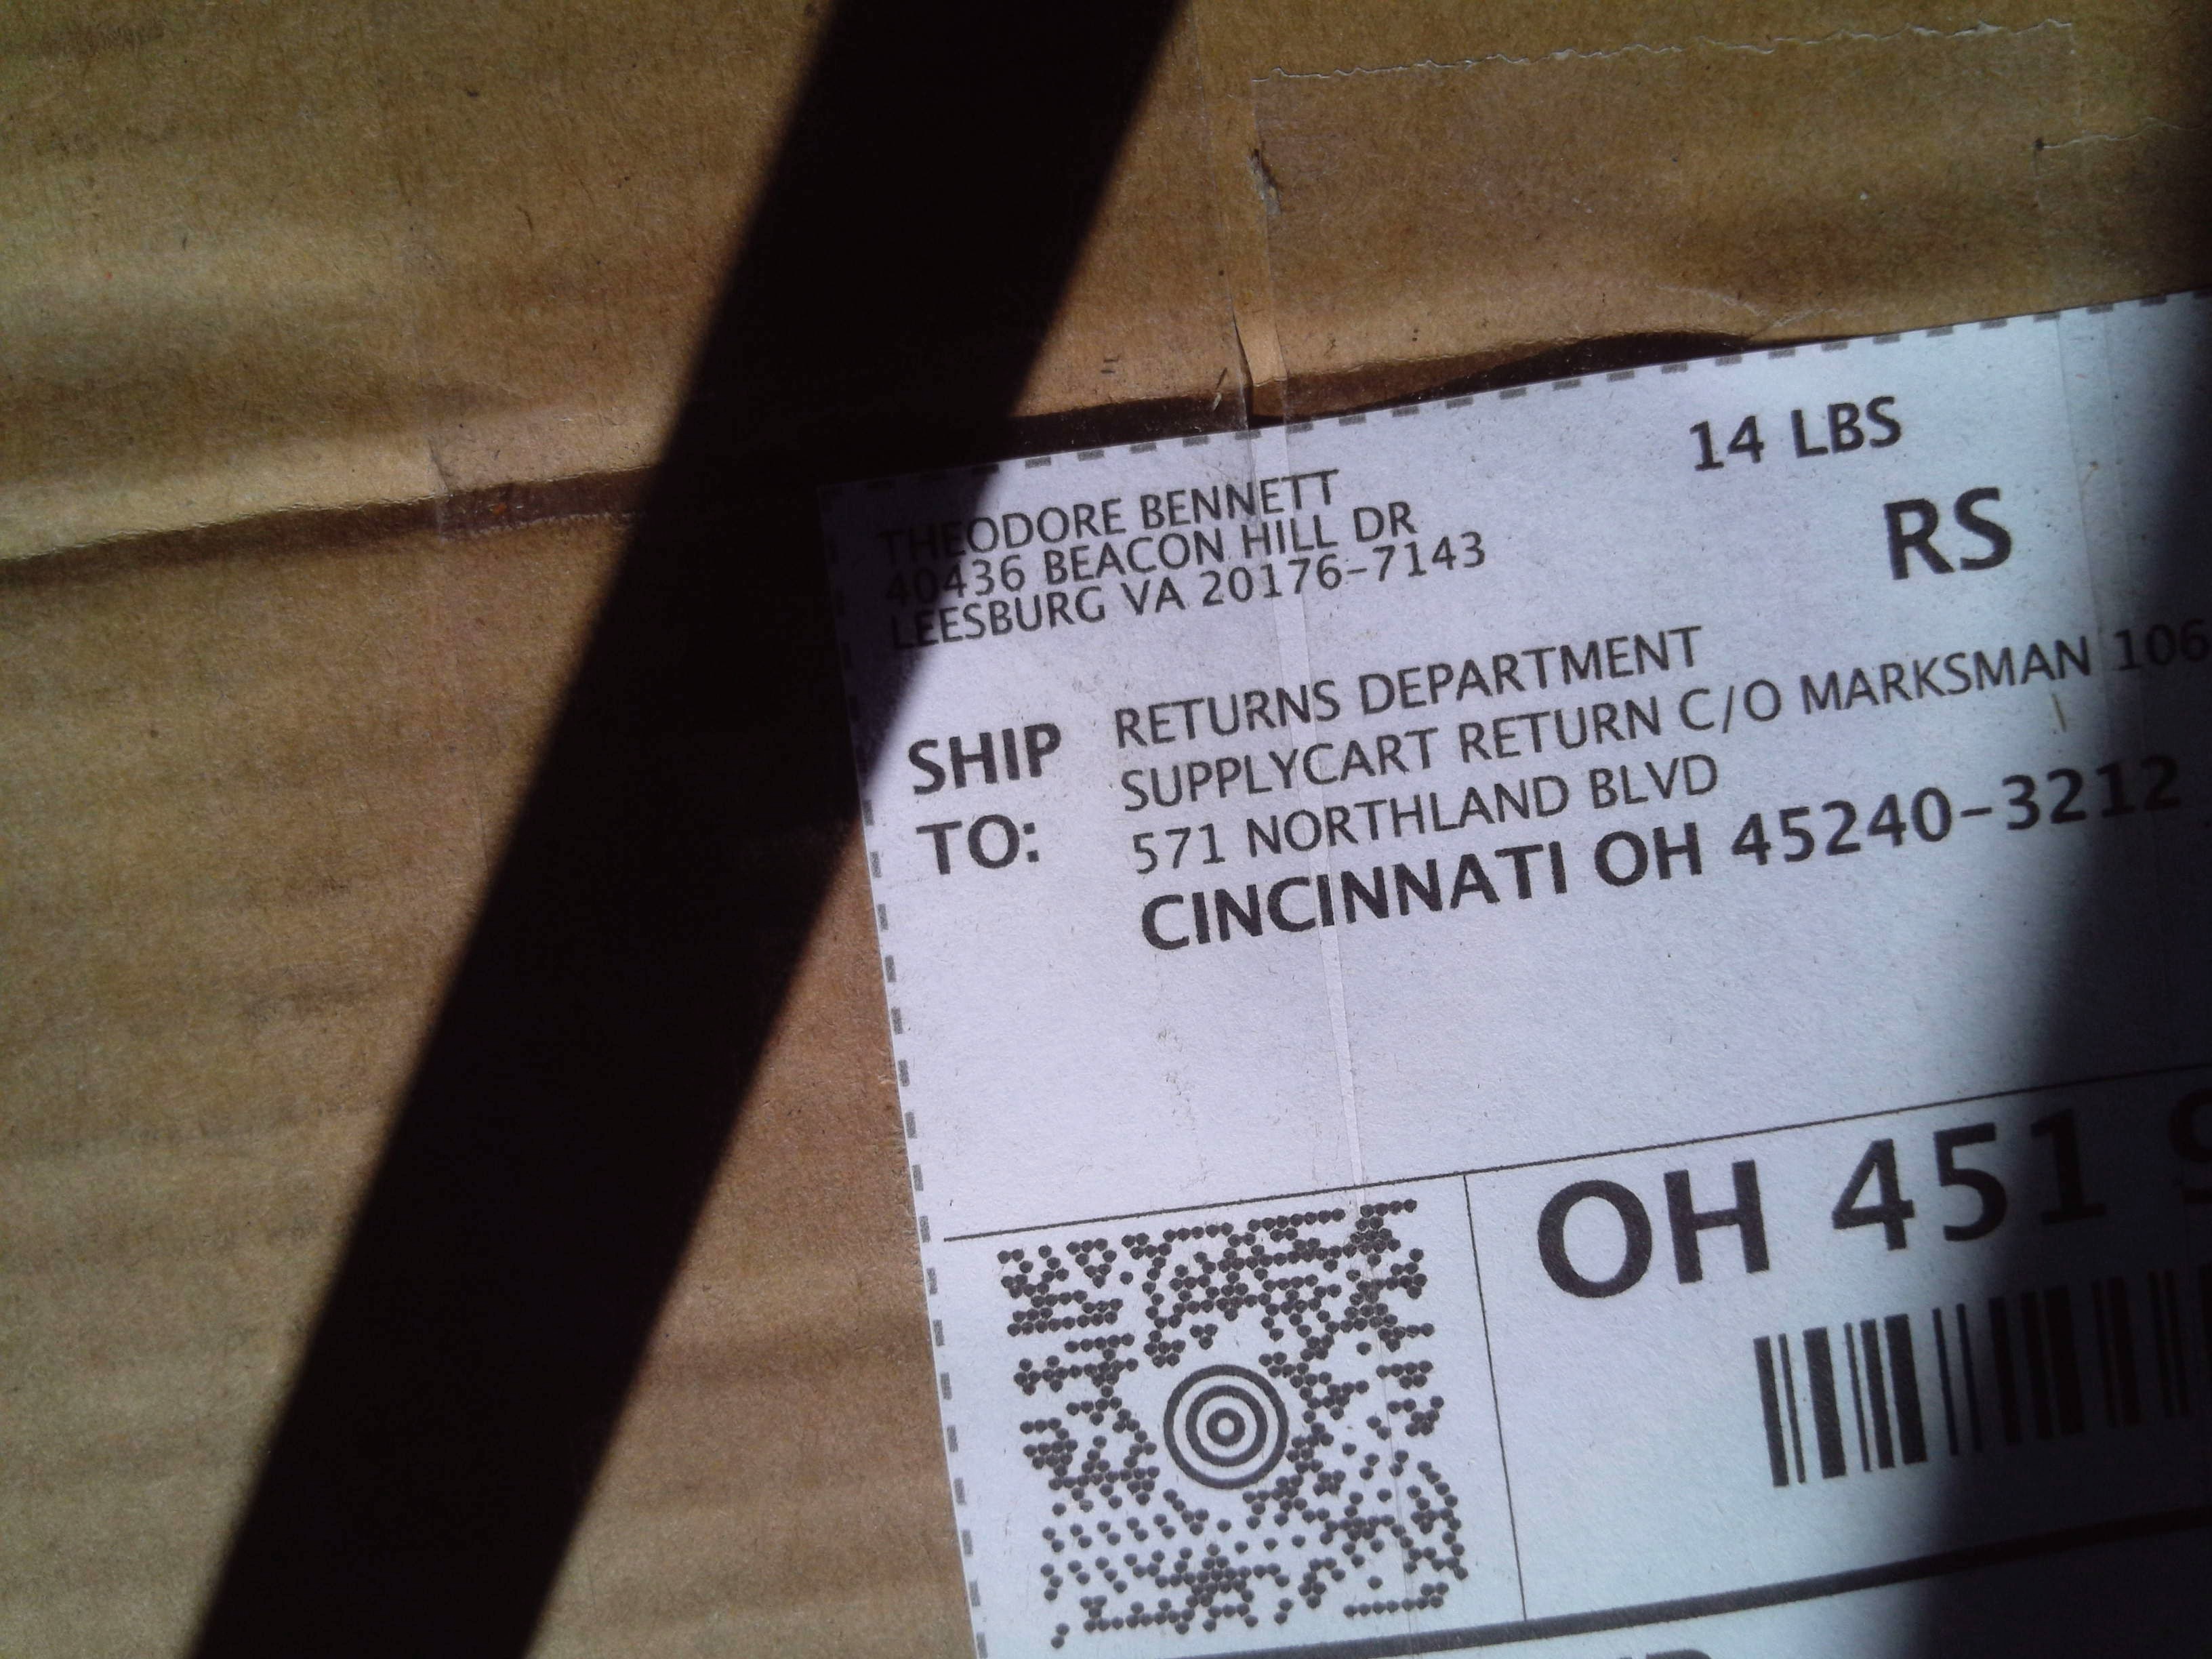 THEODORE BENNETT
40436 BEACON HILL DR
LEESBURG VA 20176-7143
14 LBS
RS
SHIP TO:
RETURNS DEPARTMENT
SUPPLYCART RETURN C/O MARKSMAN 106
571 NORTHLAND BLVD
CINCINNATI OH 45240-3212
OH 451